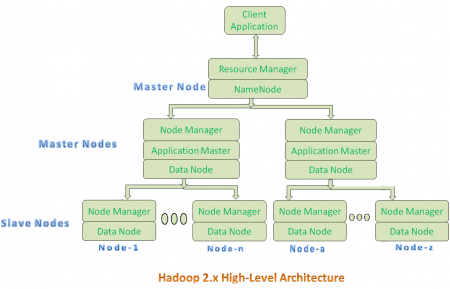 Client
Application
Resource Manager
Master Node
NameNode
Master Nodes
Node Manager
Application Master
Data Node
Node Manager
Application Master
Data Node
Slave Nodes
Node Manager
Data Node
Node-1
Node Manager
Data Node
Node-n
Node Manager
Data Node
Node-a
Node Manager
Data Node
Node-z
Hadoop 2.x High-Level Architecture